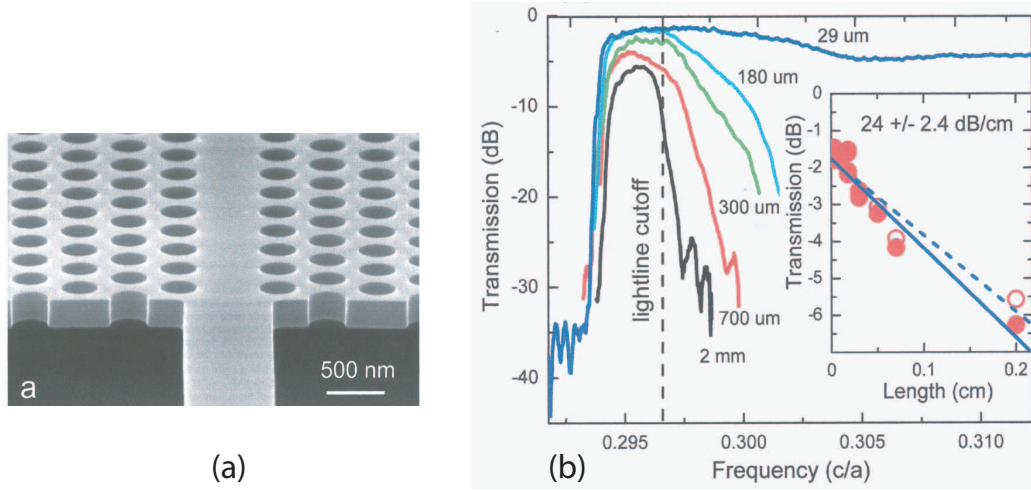 a
500 nm
(a)
0
-10
-20
-30
-40
Transmission (dB)
0.295
0.300
0.305
0.310
Frequency (c/a)
lightline cutoff
29 um
180 um
300 um
700 um
2 mm
24 +/- 2.4 dB/cm
0
-1
-2
-3
-4
-5
-6
Transmission (dB)
0
0.1
0.2
Length (cm)
(b)